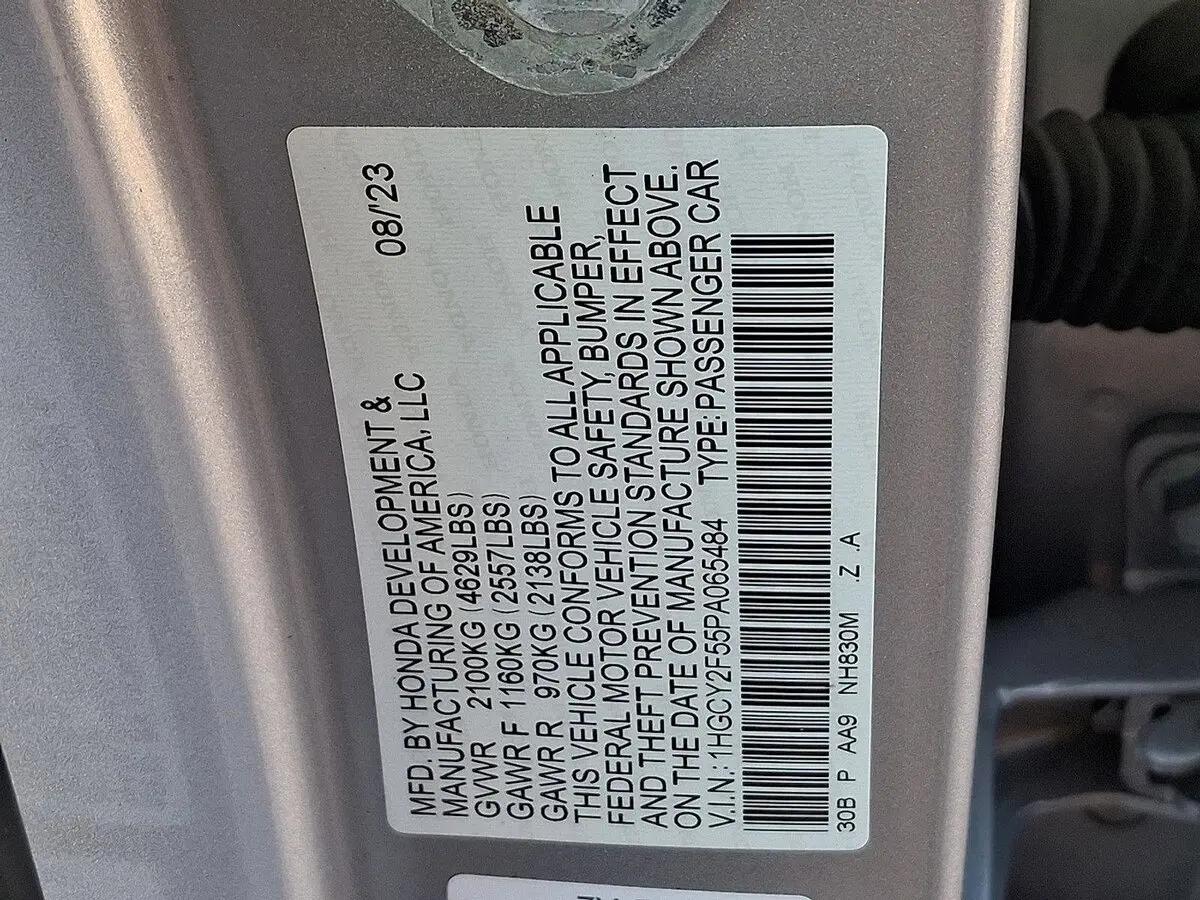 MFD. BY HONDA DEVELOPMENT & 08/'23
MANUFACTURING OF AMERICA, LLC
GVWR 2100KG (4629LBS)
GAWR F 1160KG (2557LBS)
GAWR R 970KG (2138LBS)
THIS VEHICLE CONFORMS TO ALL APPLICABLE
FEDERAL MOTOR VEHICLE SAFETY, BUMPER,
AND THEFT PREVENTION STANDARDS IN EFFECT
ON THE DATE OF MANUFACTURE SHOWN ABOVE.
V.I.N.: 1HGCY2F55PA065484 TYPE: PASSENGER CAR
30B P AA9 NH830M .Z .A